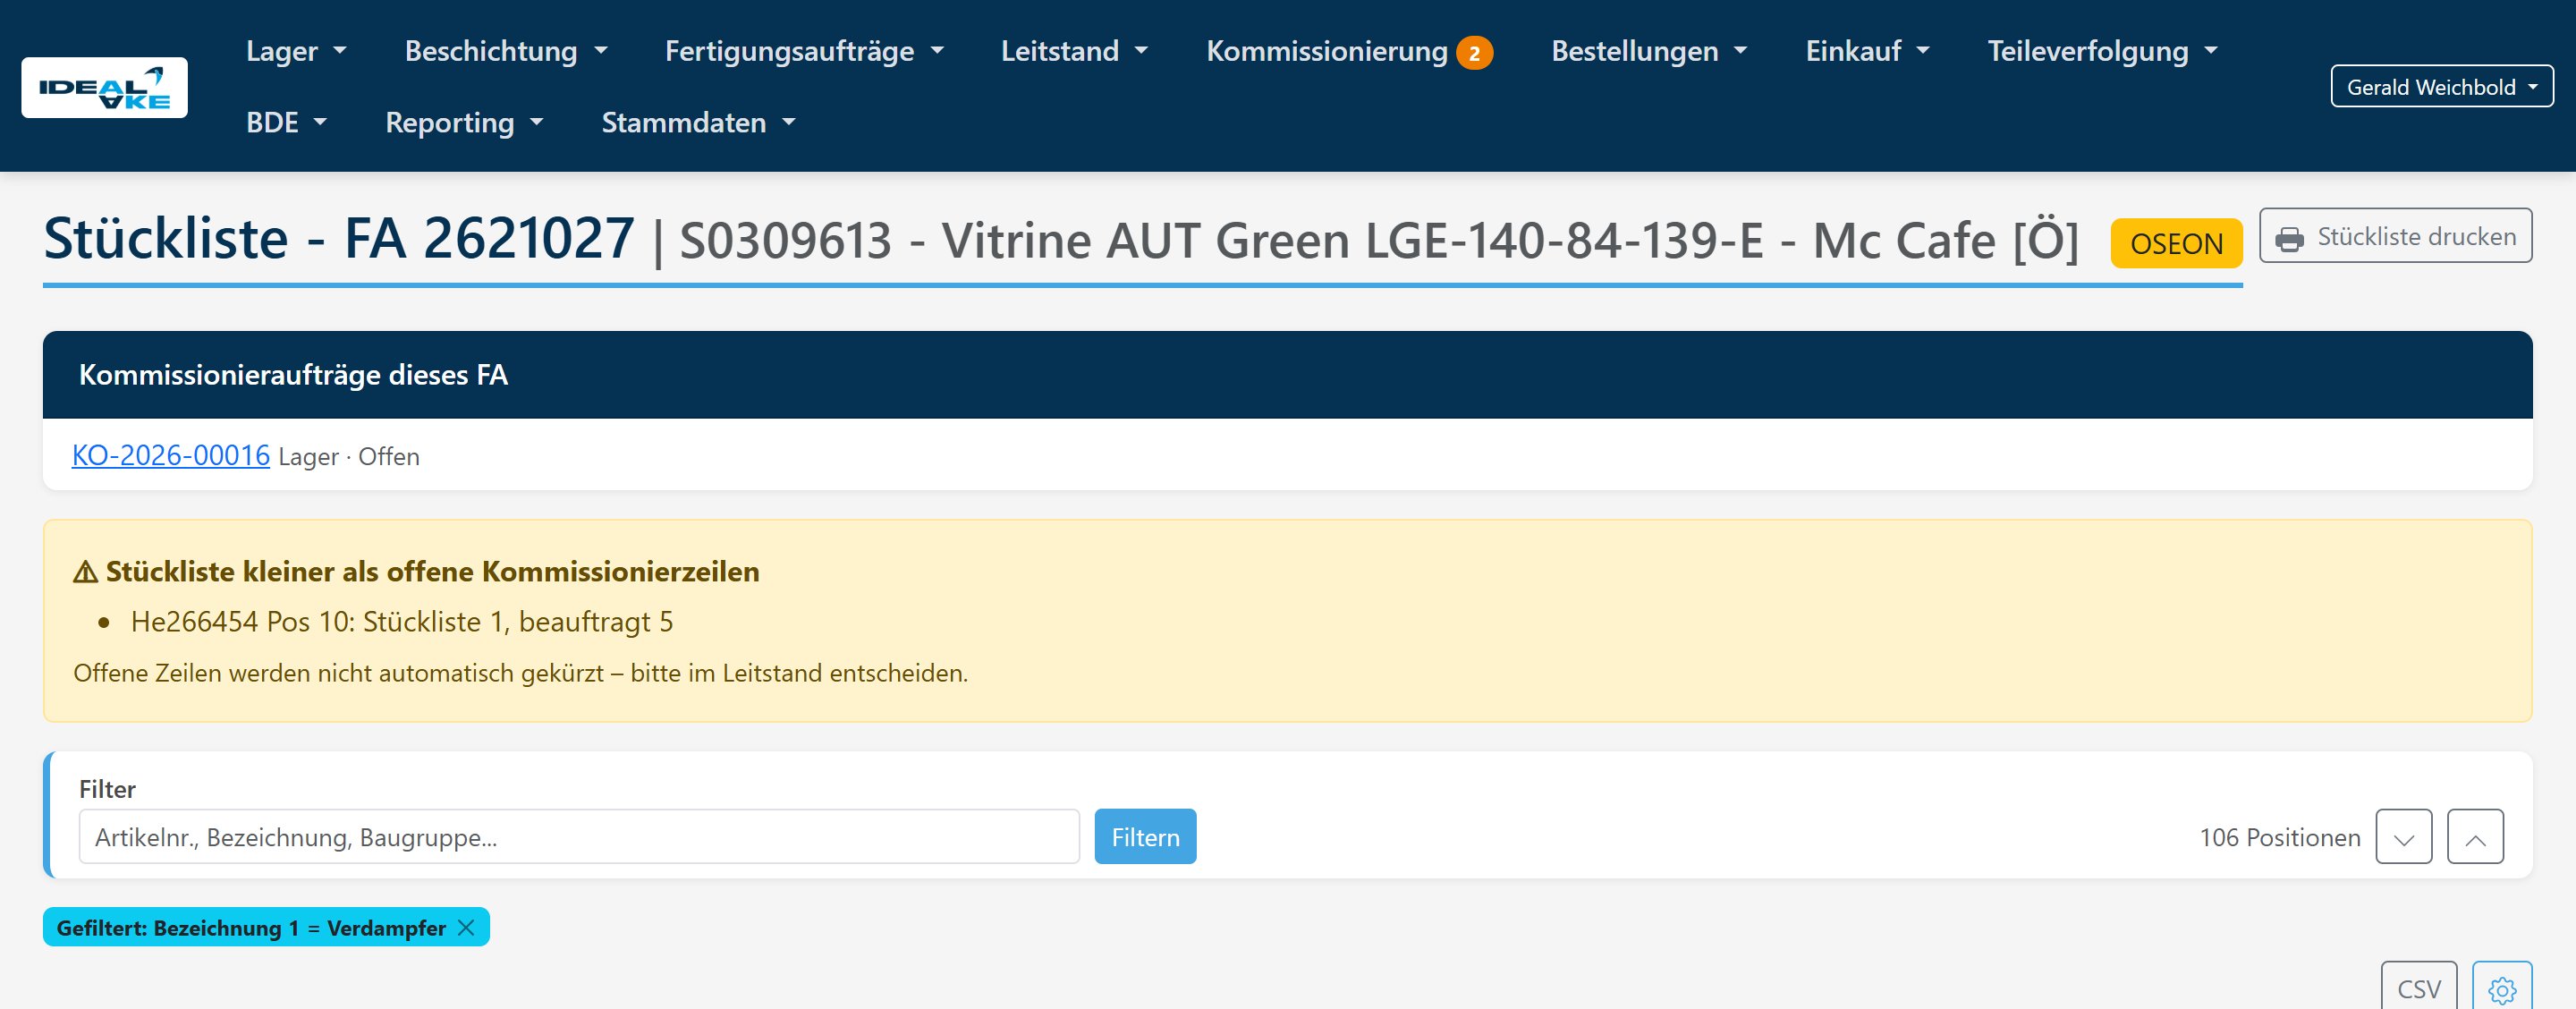 IDEAL AKE
Lager
Beschichtung
Fertigungsaufträge
Leitstand
Kommissionierung 2
Bestellungen
Einkauf
Teileverfolgung
BDE
Reporting
Stammdaten
Gerald Weichbold
Stückliste - FA 2621027 | S0309613 - Vitrine AUT Green LGE-140-84-139-E - Mc Cafe [Ö] OSEON
Stückliste drucken
Kommissionieraufträge dieses FA
KO-2026-00016 Lager · Offen
⚠ Stückliste kleiner als offene Kommissionierzeilen
• He266454 Pos 10: Stückliste 1, beauftragt 5
Offene Zeilen werden nicht automatisch gekürzt – bitte im Leitstand entscheiden.
Filter
Artikelnr., Bezeichnung, Baugruppe...
Filtern
106 Positionen
Gefiltert: Bezeichnung 1 = Verdampfer
CSV